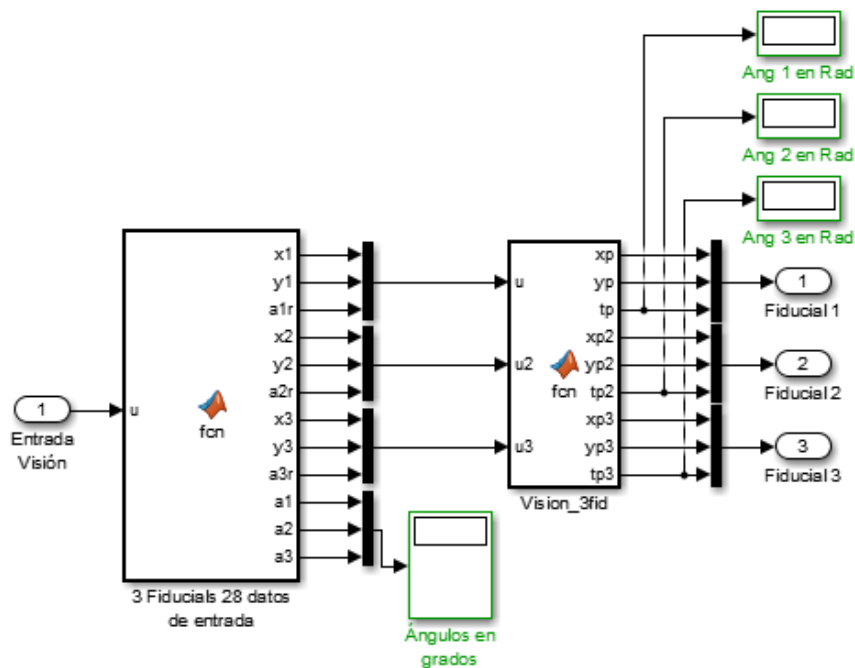 Ang 1 en Rad
Ang 2 en Rad
Ang 3 en Rad
1
Entrada
Visión
u
fcn
x1
y1
a1r
x2
y2
a2r
x3
y3
a3r
a1
a2
a3
3 Fiducials 28 datos
de entrada
Ángulos en
grados
u
u2
u3
fcn
xp
yp
tp
xp2
yp2
tp2
xp3
yp3
tp3
Vision_3fid
1
Fiducial 1
2
Fiducial 2
3
Fiducial 3